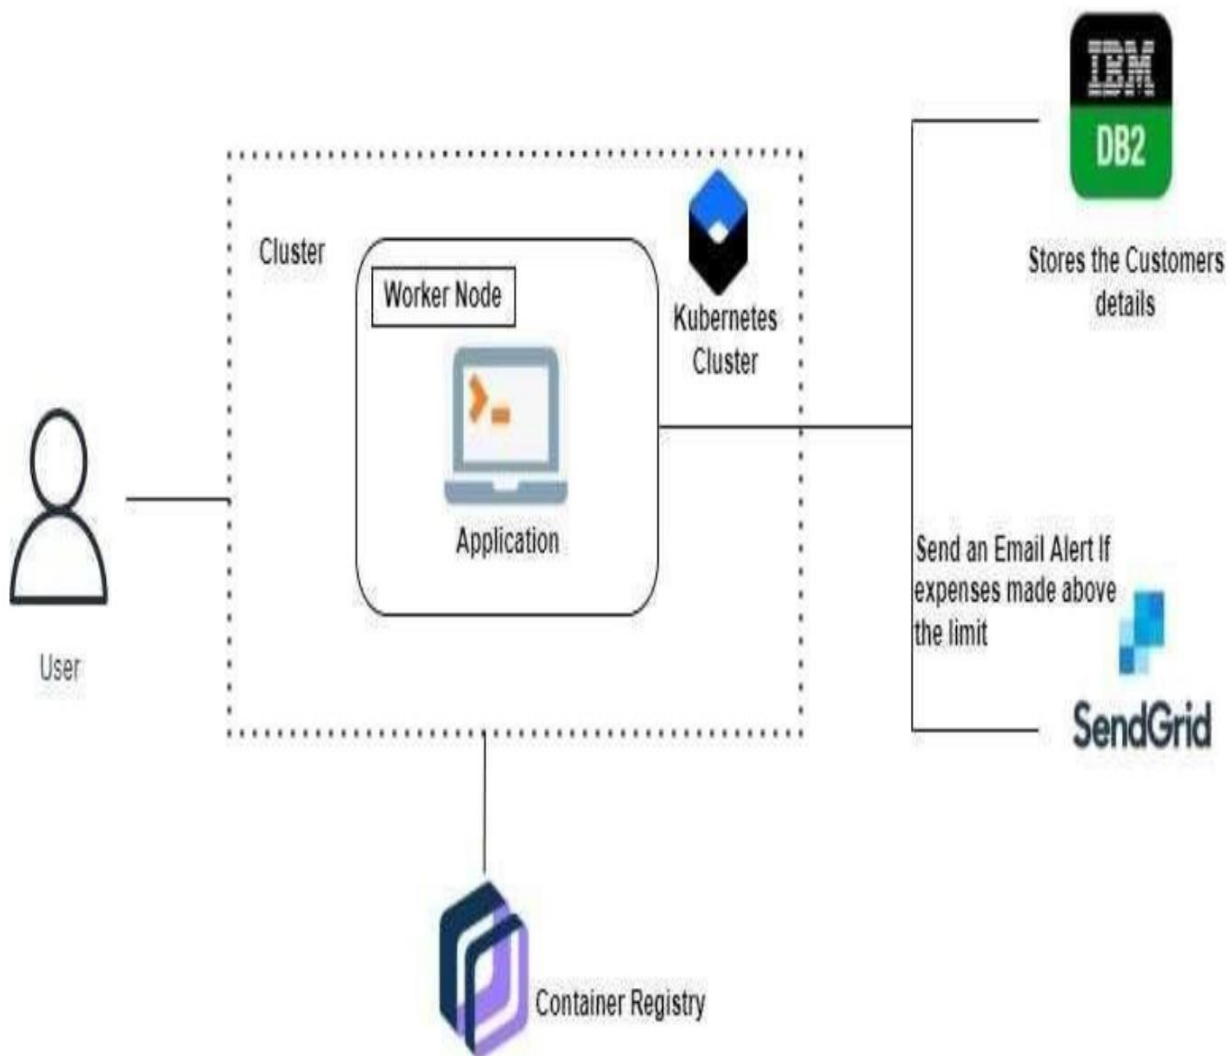 IBM
DB2
Stores the Customers
details
Cluster
Worker Node
Kubernetes
Cluster
Application
User
Send an Email Alert If
expenses made above
the limit
SendGrid
Container Registry